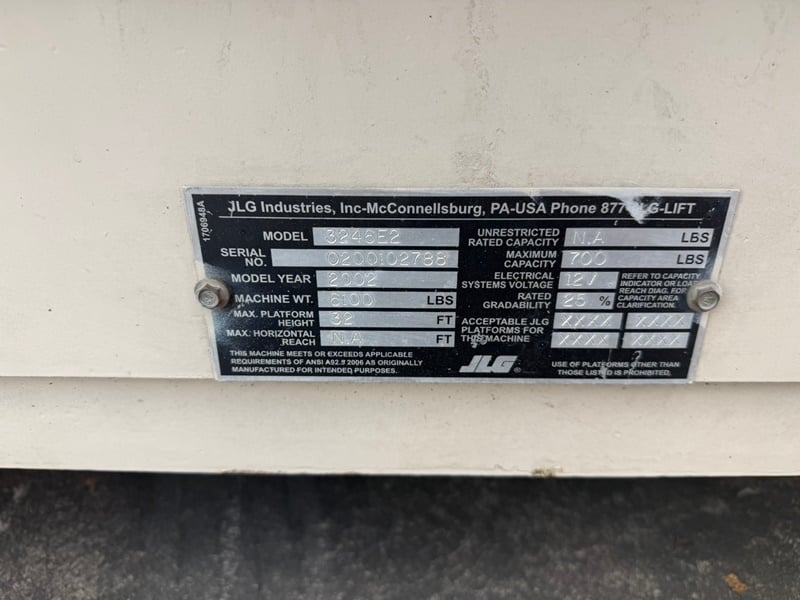 1706948A
JLG Industries, Inc-McConnellsburg, PA-USA Phone 877-JLG-LIFT
MODEL 3246E2
SERIAL NO. 0200102788
MODEL YEAR 2002
MACHINE WT. 6100 LBS
MAX. PLATFORM HEIGHT 32 FT
MAX. HORIZONTAL REACH N.A FT
THIS MACHINE MEETS OR EXCEEDS APPLICABLE
REQUIREMENTS OF ANSI A92. 2006 AS ORIGINALLY
MANUFACTURED FOR INTENDED PURPOSES.
UNRESTRICTED RATED CAPACITY N.A LBS
MAXIMUM CAPACITY 700 LBS
ELECTRICAL SYSTEMS VOLTAGE 12V
RATED GRADABILITY 25 %
REFER TO CAPACITY
INDICATOR OR LOAD
REACH DIAG. FOR
CAPACITY AREA
CLARIFICATION.
ACCEPTABLE JLG PLATFORMS FOR THIS MACHINE
XXXX XXXX
XXXX XXXX
JLG®
USE OF PLATFORMS OTHER THAN
THOSE LISTED IS PROHIBITED.